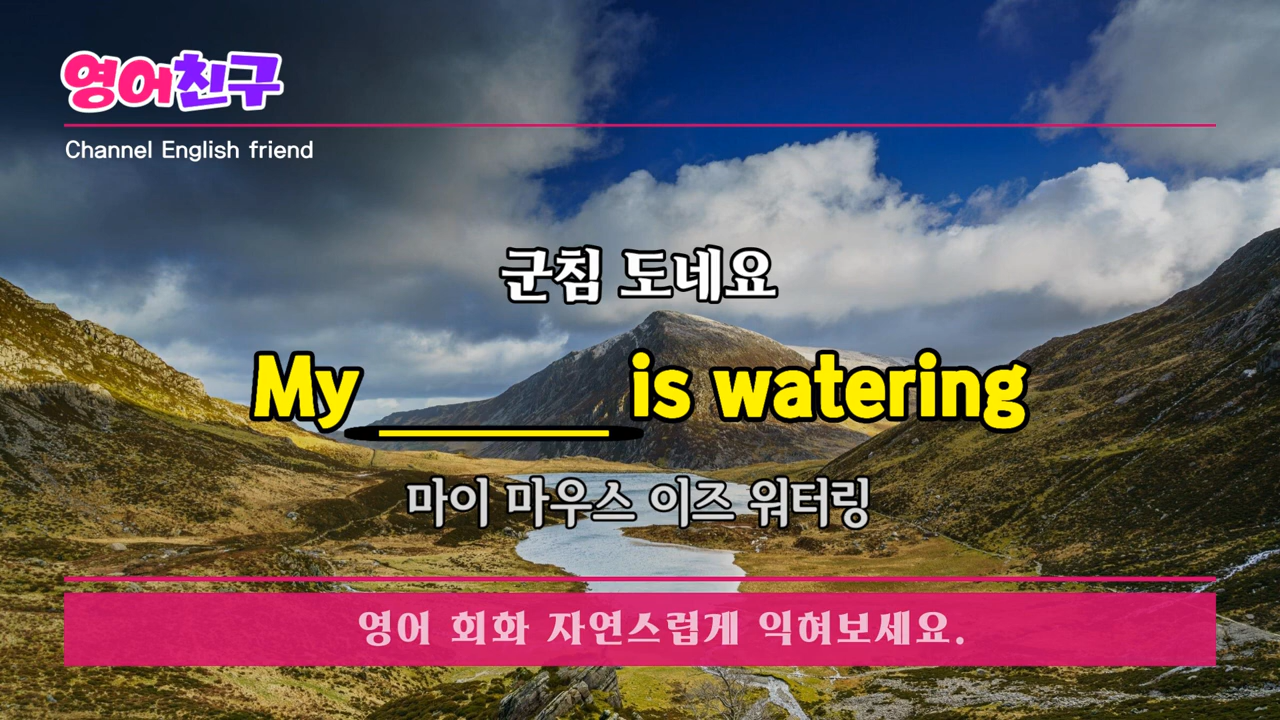 영어친구
Channel English friend
군침 도네요
My ________ is watering
마이 마우스 이즈 워터링
영어 회화 자연스럽게 익혀보세요.